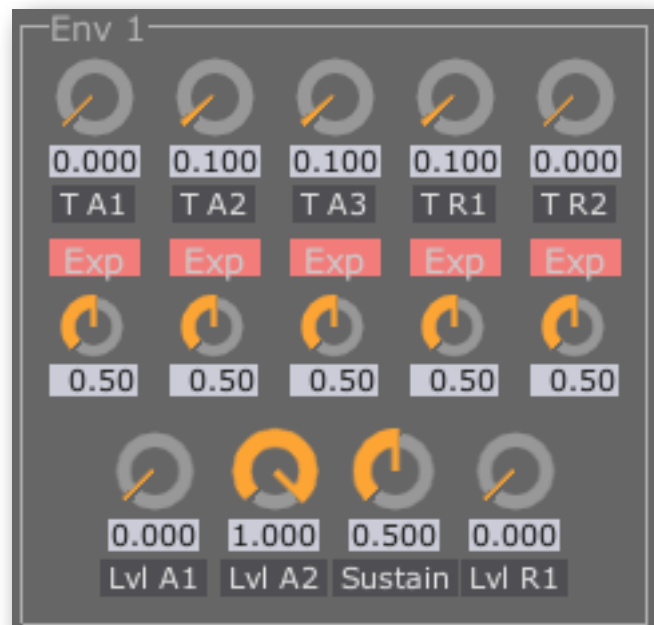 Env 1
0.000 0.100 0.100 0.100 0.000
T A1 T A2 T A3 T R1 T R2
Exp Exp Exp Exp Exp
0.50 0.50 0.50 0.50 0.50
0.000 1.000 0.500 0.000
Lvl A1 Lvl A2 Sustain Lvl R1